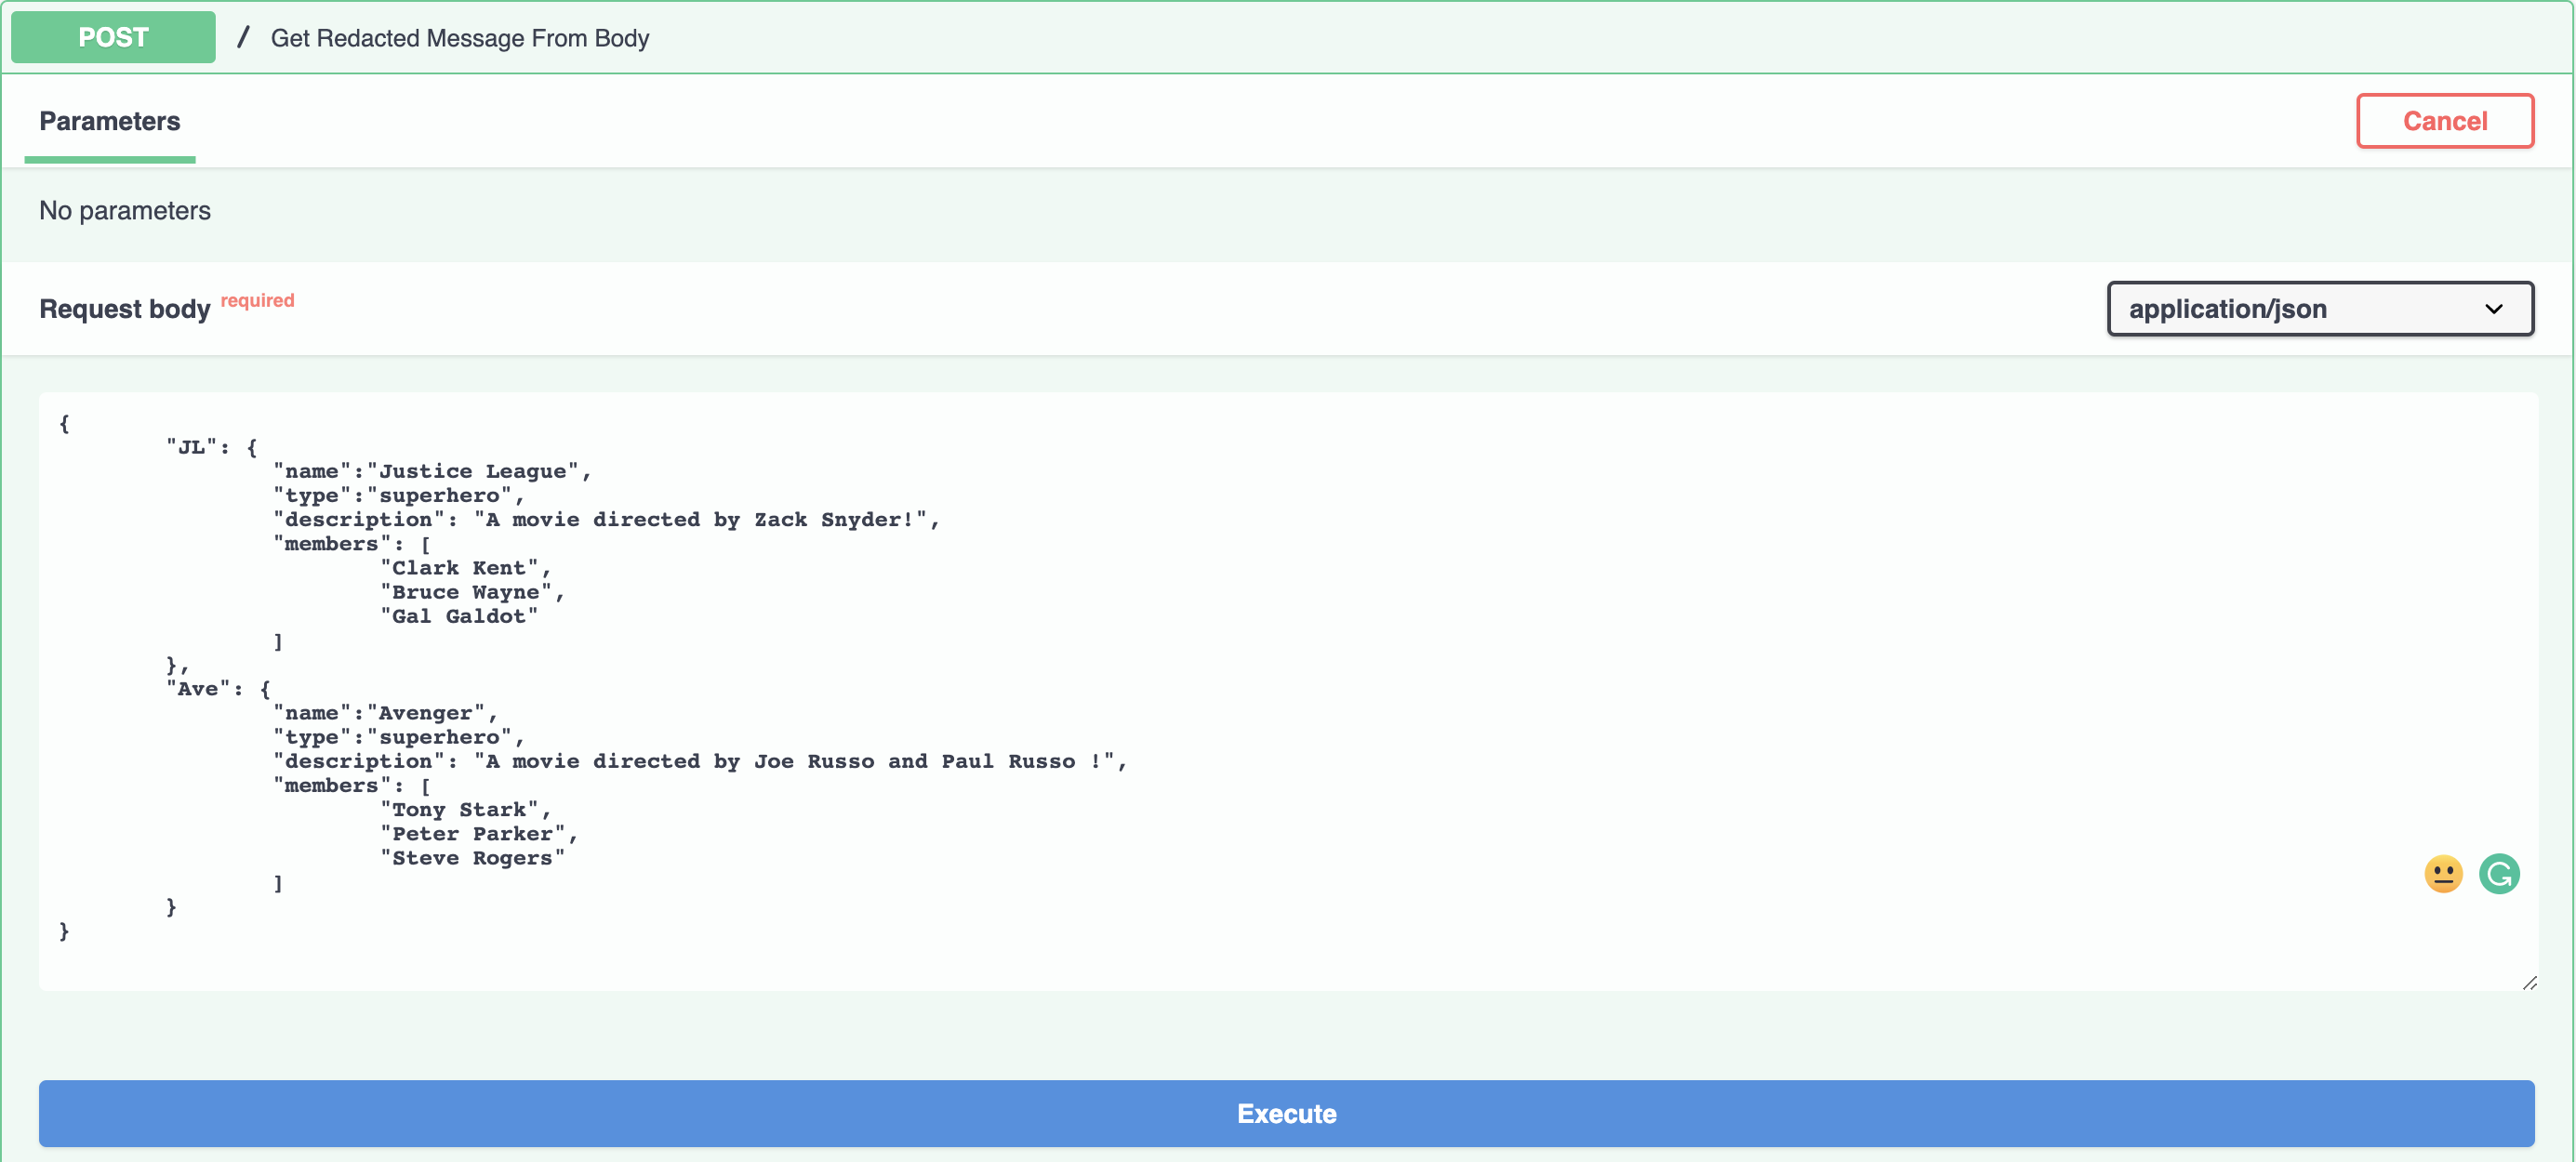 POST / Get Redacted Message From Body
Parameters
Cancel
No parameters
Request body required
application/json
{
"JL": {
"name":"Justice League",
"type":"superhero",
"description": "A movie directed by Zack Snyder!",
"members": [
"Clark Kent",
"Bruce Wayne",
"Gal Galdot"
]
},
"Ave": {
"name":"Avenger",
"type":"superhero",
"description": "A movie directed by Joe Russo and Paul Russo !",
"members": [
"Tony Stark",
"Peter Parker",
"Steve Rogers"
]
}
}
Execute